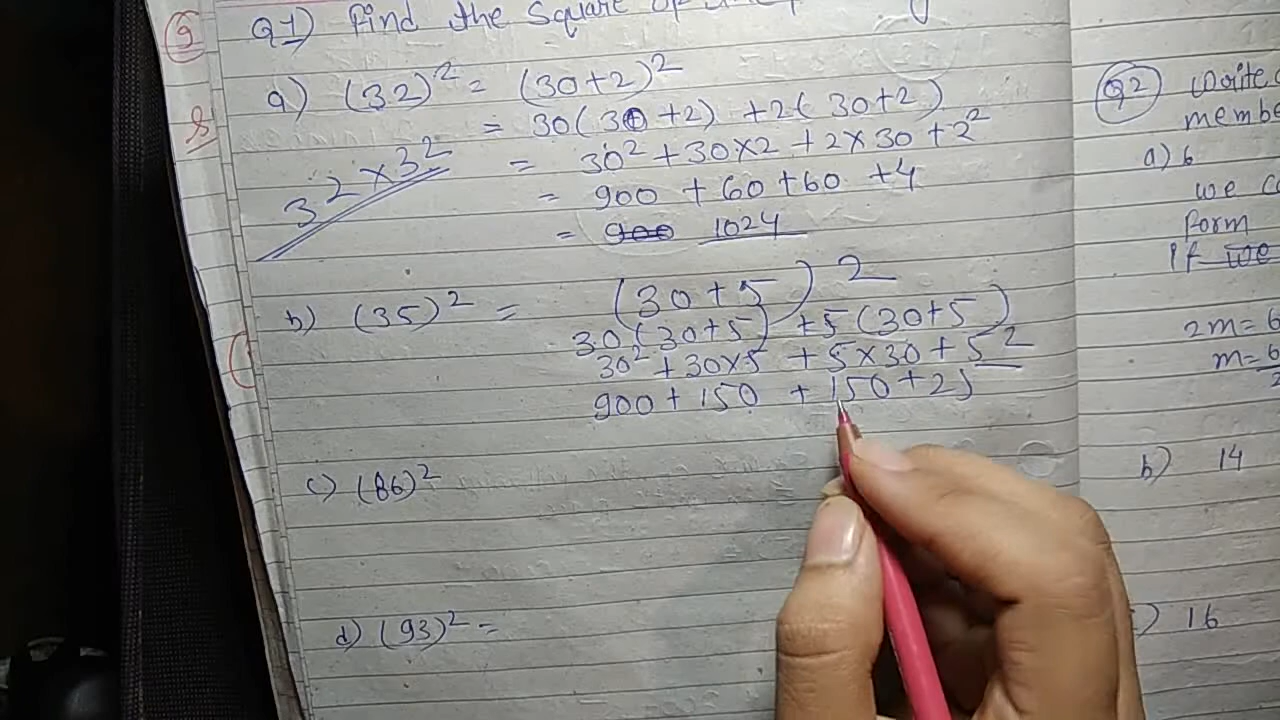 Q1) Find the Square of
a) (32)² = (30+2)²
= 30(30+2) +2(30+2)
= 30² + 30×2 + 2×30 + 2²
3² × 3²
= 900 + 60+60 +4
= 900 1024
b) (35)² = (30+5)2
30(30+5) +5(30+5)
30² + 30×5 + 5×30 + 5²
900 + 150 + 150 + 25
c) (86)²
d) (93)² =
Q2 Write
a) 6
we
form
If we
2m=6
m=6
2
b) 14
) 16